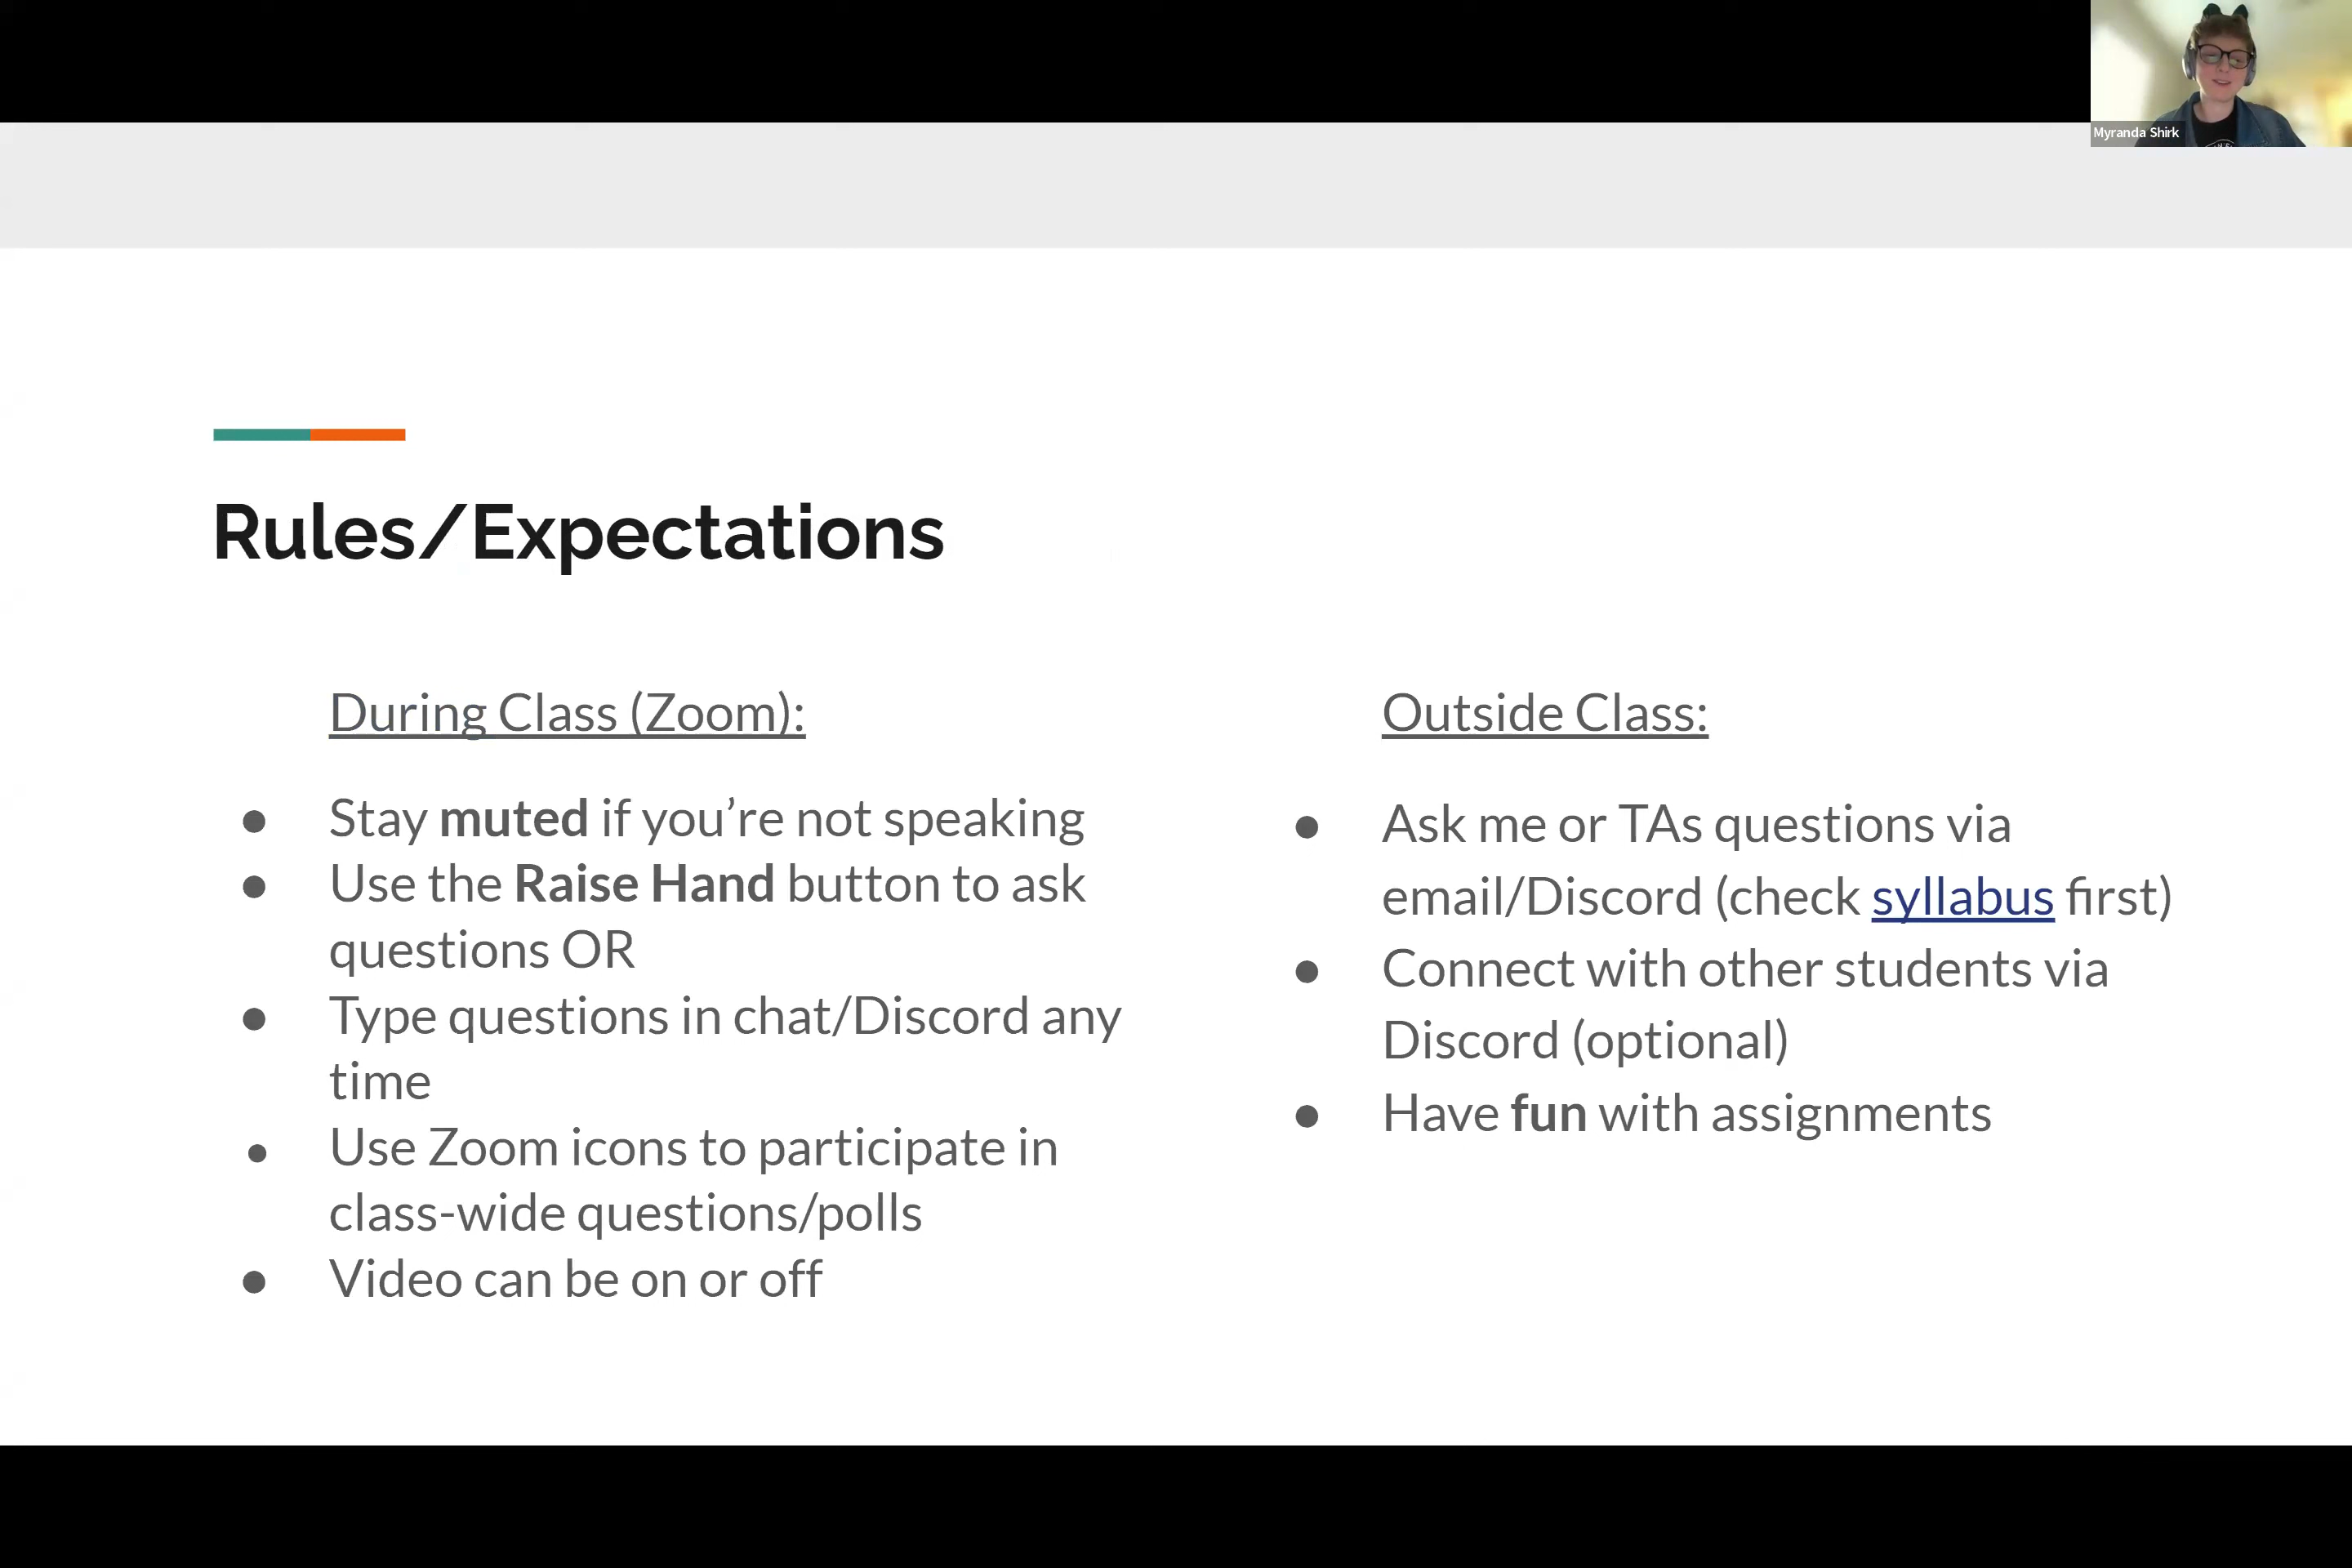 Myranda Shirk
Rules/Expectations
During Class (Zoom):
● Stay muted if you’re not speaking
● Use the Raise Hand button to ask
questions OR
● Type questions in chat/Discord any
time
● Use Zoom icons to participate in
class-wide questions/polls
● Video can be on or off
Outside Class:
● Ask me or TAs questions via
email/Discord (check syllabus first)
● Connect with other students via
Discord (optional)
● Have fun with assignments